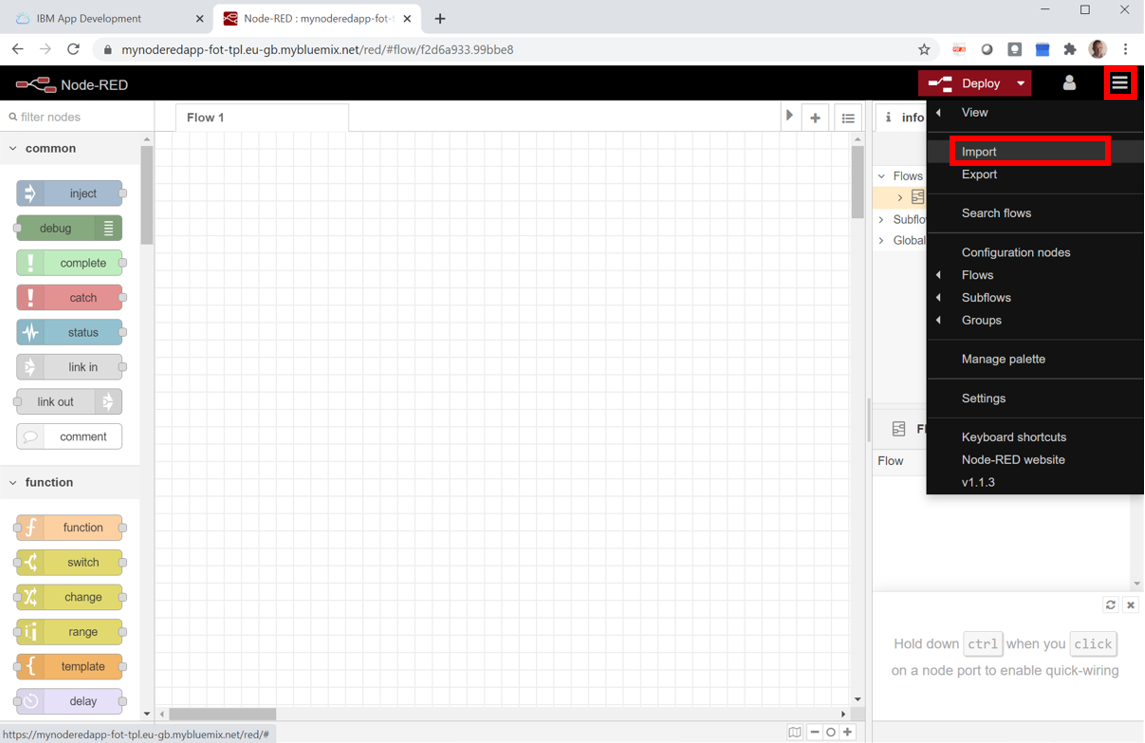 IBM App Development
Node-RED : mynoderedapp-fot-t
mynoderedapp-fot-tpl.eu-gb.mybluemix.net/red/#flow/f2d6a933.99bbe8
Node-RED
Deploy
filter nodes
Flow 1
i info
View
common
Import
Export
inject
Flows
debug
Search flows
Subflo
complete
Global
Configuration nodes
catch
Flows
Subflows
status
Groups
link in
Manage palette
link out
Settings
comment
Keyboard shortcuts
Flow
Node-RED website
function
v1.1.3
function
switch
change
range
template
delay
Hold down ctrl when you click
on a node port to enable quick-wiring
https://mynoderedapp-fot-tpl.eu-gb.mybluemix.net/red/#